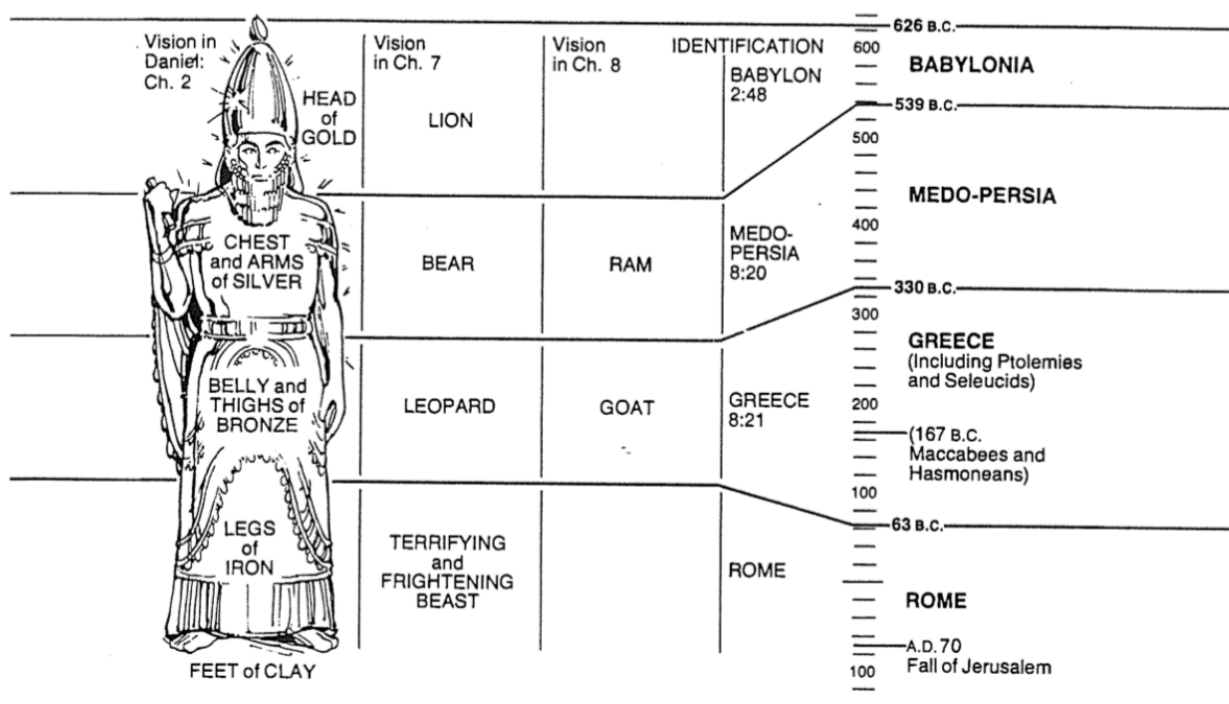 Vision in
Daniel:
Ch. 2
HEAD
of
GOLD
CHEST
and ARMS
of SILVER
BELLY and
THIGHS of
BRONZE
LEGS
of
IRON
FEET of CLAY
Vision
in Ch. 7
LION
BEAR
LEOPARD
TERRIFYING
and
FRIGHTENING
BEAST
Vision
in Ch. 8
RAM
GOAT
IDENTIFICATION
BABYLON
2:48
MEDO-
PERSIA
8:20
GREECE
8:21
ROME
626 B.C.
600
BABYLONIA
539 B.C.
500
MEDO-PERSIA
400
330 B.C.
300
GREECE
(Including Ptolemies
and Seleucids)
200
(167 B.C.
Maccabees and
Hasmoneans)
100
63 B.C.
ROME
A.D. 70
Fall of Jerusalem
100